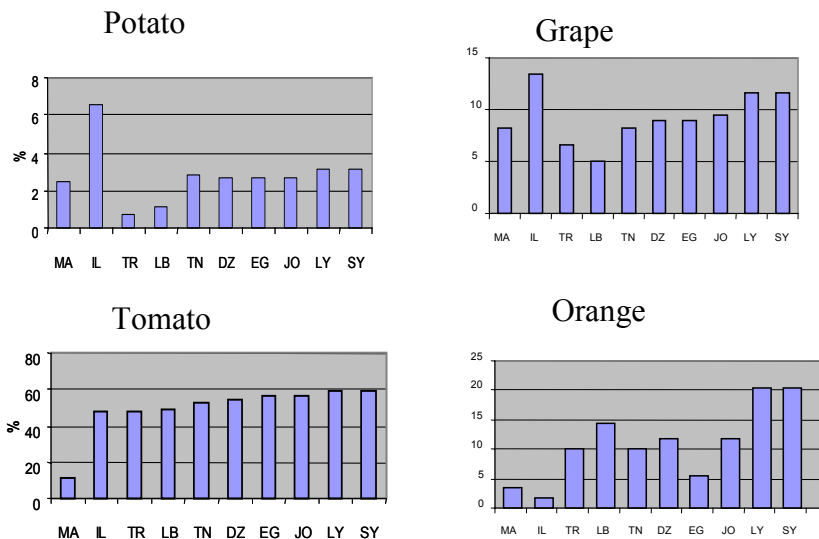 Potato
8
6
4
2
0
%
MA IL TR LB TN DZ EG JO LY SY
Grape
15
10
5
0
MA IL TR LB TN DZ EG JO LY SY
Tomato
80
60
40
20
0
%
MA IL TR LB TN DZ EG JO LY SY
Orange
25
20
15
10
5
0
MA IL TR LB TN DZ EG JO LY SY